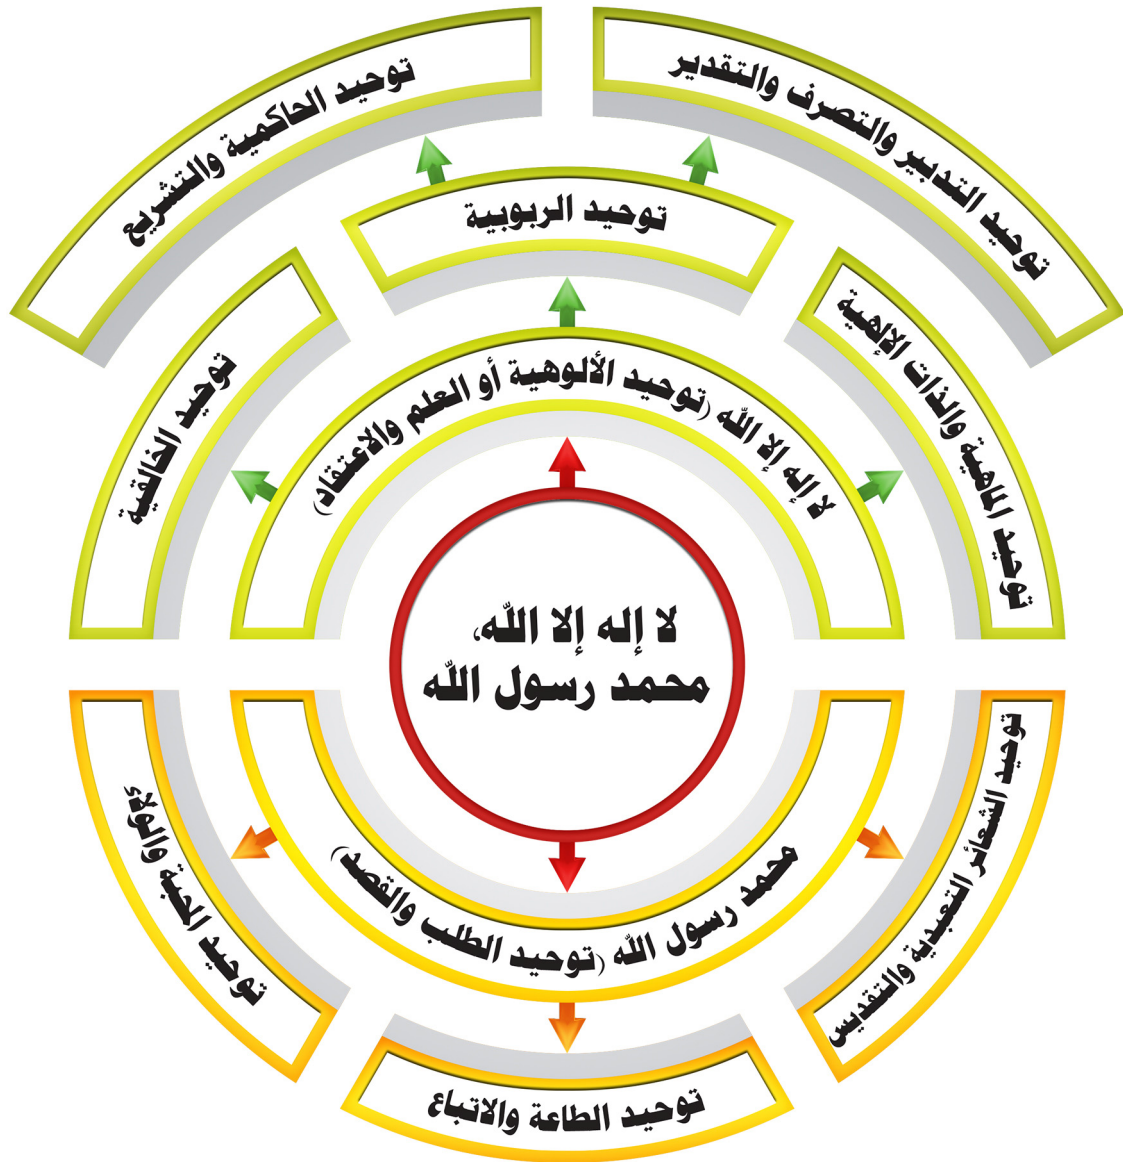 توحيد التدبير والتصرف والتقدير
توحيد الحاكمية والتشريع
توحيد الربوبية
توحيد الماهية والذات الإلهية
توحيد الخالقية
لا إله إلا الله (توحيد الألوهية أو العلم والاعتقاد)
لا إله إلا الله،
محمد رسول الله
محمد رسول الله (توحيد الطلب والقصد)
توحيد الشعائر التعبدية والتقديس
توحيد الطاعة والاتباع
توحيد المحبة والولاء